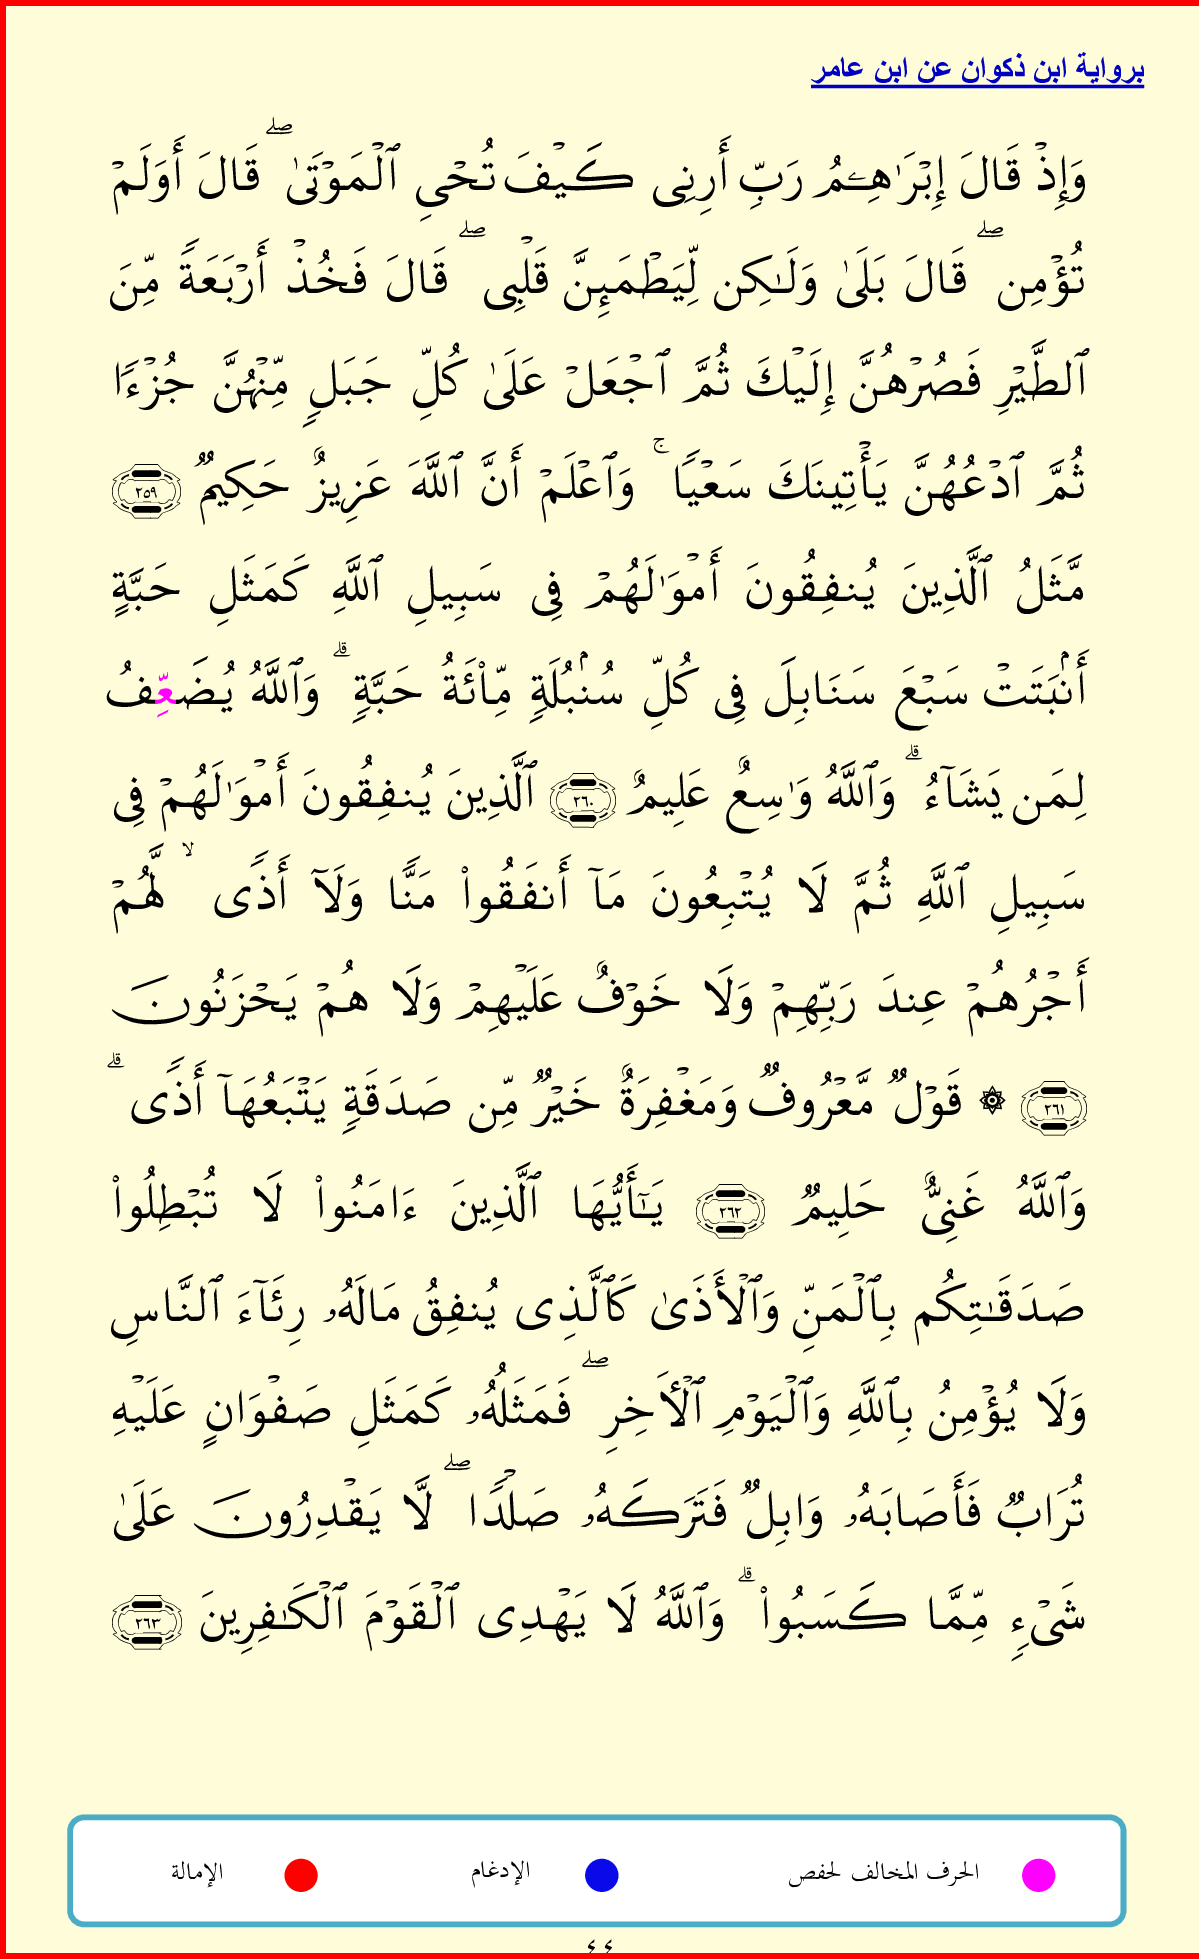 برواية ابن ذكوان عن ابن عامر
وَإِذۡ قَالَ إِبۡرَٰهِـۧمُ رَبِّ أَرِنِي كَيۡفَ تُحۡيِ ٱلۡمَوۡتَىٰۖ قَالَ أَوَلَمۡ
تُؤۡمِنۖ قَالَ بَلَىٰ وَلَٰكِن لِّيَطۡمَئِنَّ قَلۡبِيۖ قَالَ فَخُذۡ أَرۡبَعَةٗ مِّنَ
ٱلطَّيۡرِ فَصُرۡهُنَّ إِلَيۡكَ ثُمَّ ٱجۡعَلۡ عَلَىٰ كُلِّ جَبَلٖ مِّنۡهُنَّ جُزۡءٗا
ثُمَّ ٱدۡعُهُنَّ يَأۡتِينَكَ سَعۡيٗاۚ وَٱعۡلَمۡ أَنَّ ٱللَّهَ عَزِيزٌ حَكِيمٞ ٢٥٩
مَّثَلُ ٱلَّذِينَ يُنفِقُونَ أَمۡوَٰلَهُمۡ فِي سَبِيلِ ٱللَّهِ كَمَثَلِ حَبَّةٍ
أَنۢبَتَتۡ سَبۡعَ سَنَابِلَ فِي كُلِّ سُنۢبُلَةٖ مِّاْئَةُ حَبَّةٖۗ وَٱللَّهُ يُضَعِّفُ
لِمَن يَشَآءُۗ وَٱللَّهُ وَٰسِعٌ عَلِيمٌ ٢٦٠ ٱلَّذِينَ يُنفِقُونَ أَمۡوَٰلَهُمۡ فِي
سَبِيلِ ٱللَّهِ ثُمَّ لَا يُتۡبِعُونَ مَآ أَنفَقُواْ مَنّٗا وَلَآ أَذٗى ۙ لَّهُمۡ
أَجۡرُهُمۡ عِندَ رَبِّهِمۡ وَلَا خَوۡفٌ عَلَيۡهِمۡ وَلَا هُمۡ يَحۡزَنُونَ
٢٦١ ۞ قَوۡلٞ مَّعۡرُوفٞ وَمَغۡفِرَةٌ خَيۡرٞ مِّن صَدَقَةٖ يَتۡبَعُهَآ أَذٗىۗ
وَٱللَّهُ غَنِيٌّ حَلِيمٞ ٢٦٢ يَٰٓأَيُّهَا ٱلَّذِينَ ءَامَنُواْ لَا تُبۡطِلُواْ
صَدَقَٰتِكُم بِٱلۡمَنِّ وَٱلۡأَذَىٰ كَٱلَّذِي يُنفِقُ مَالَهُۥ رِئَآءَ ٱلنَّاسِ
وَلَا يُؤۡمِنُ بِٱللَّهِ وَٱلۡيَوۡمِ ٱلۡأٓخِرِۖ فَمَثَلُهُۥ كَمَثَلِ صَفۡوَانٍ عَلَيۡهِ
تُرَابٞ فَأَصَابَهُۥ وَابِلٞ فَتَرَكَهُۥ صَلۡدٗاۖ لَّا يَقۡدِرُونَ عَلَىٰ
شَيۡءٖ مِّمَّا كَسَبُواْۗ وَٱللَّهُ لَا يَهۡدِي ٱلۡقَوۡمَ ٱلۡكَٰفِرِينَ ٢٦٣
الحرف المخالف لحفص الإدغام الإمالة
٤٤